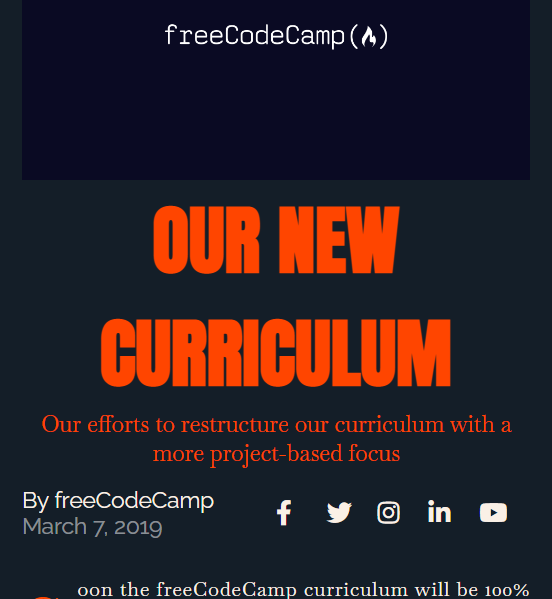 freeCodeCamp(🔥)
OUR NEW
CURRICULUM
Our efforts to restructure our curriculum with a
more project-based focus
By freeCodeCamp
March 7, 2019
oon the freeCodeCamp curriculum will be 100%